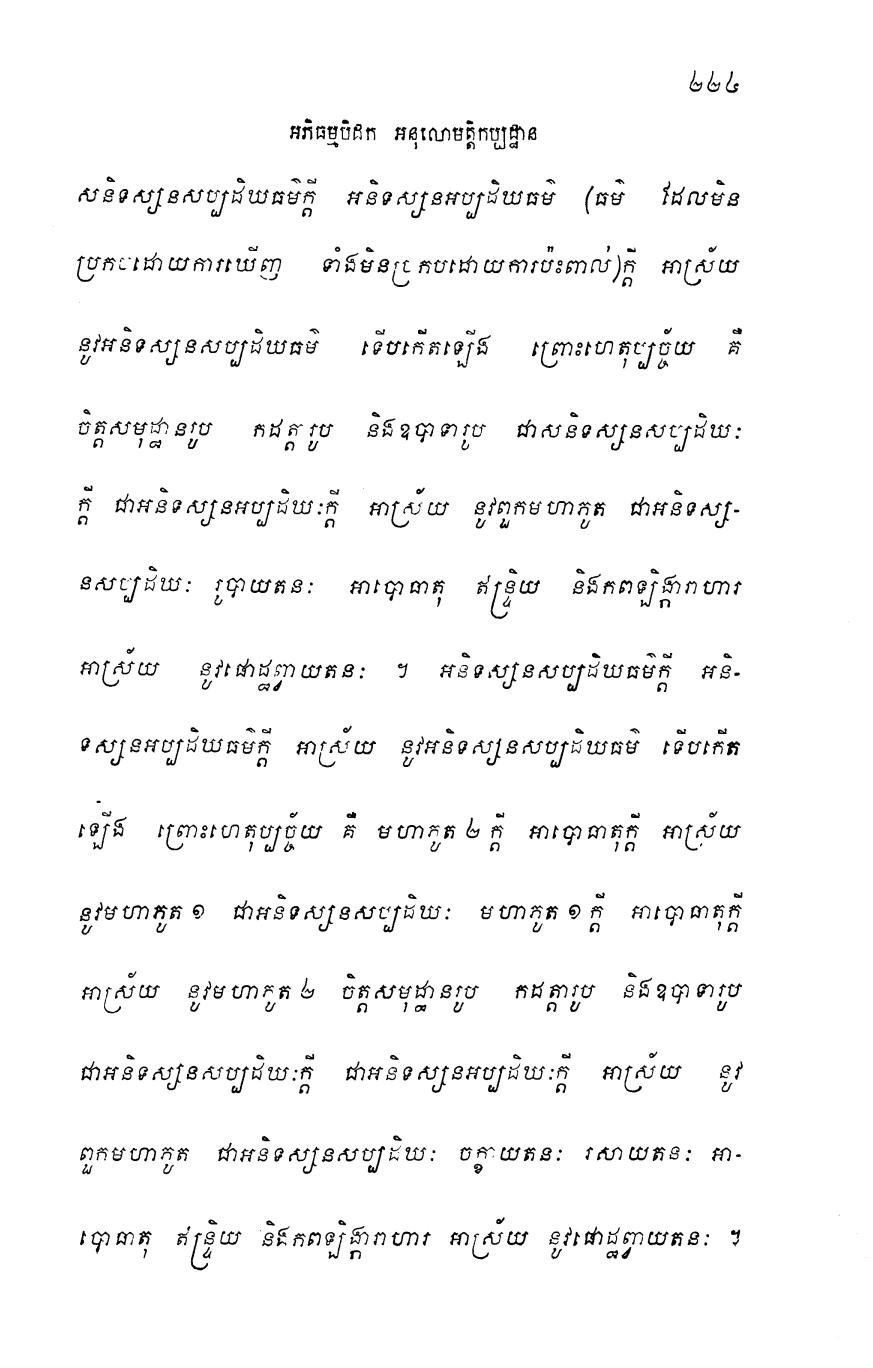 ២២៤
អភិធម្មបិដក អនុលោមត្តិកប្បដ្ឋាន
សនិទស្សនសប្បដិឃធម៌ក្តី អនិទស្សនអប្បដិឃធម៌ (ធម៌ ដែលមិន
ប្រកបដោយការឃើញ ទាំងមិនប្រកបដោយការប៉ះពាល់)ក្តី អាស្រ័យ
នូវអនិទស្សនសប្បដិឃធម៌ ទើបកើតឡើង ព្រោះហេតុប្បច្ច័យ គឺ
ចិត្តសមុដ្ឋានរូប កដត្តារូប និងឧបាទារូប ជាសនិទស្សនសប្បដិឃៈ
ក្តី ជាអនិទស្សនអប្បដិឃៈក្តី អាស្រ័យ នូវពួកមហាភូត ជាអនិទស្ស-
នសប្បដិឃៈ រូបាយតនៈ អាបោធាតុ ឥន្ទ្រិយ និងកពឡិង្ការាហារ
អាស្រ័យ នូវផោដ្ឋព្វាយតនៈ ។ អនិទស្សនសប្បដិឃធម៌ក្តី អនិ-
ទស្សនអប្បដិឃធម៌ក្តី អាស្រ័យ នូវអនិទស្សនសប្បដិឃធម៌ ទើបកើត
ឡើង ព្រោះហេតុប្បច្ច័យ គឺ មហាភូត ២ ក្តី អាបោធាតុក្តី អាស្រ័យ
នូវមហាភូត ១ ជាអនិទស្សនសប្បដិឃៈ មហាភូត ១ ក្តី អាបោធាតុក្តី
អាស្រ័យ នូវមហាភូត ២ ចិត្តសមុដ្ឋានរូប កដត្តារូប និងឧបាទារូប
ជាអនិទស្សនសប្បដិឃៈក្តី ជាអនិទស្សនអប្បដិឃៈក្តី អាស្រ័យ នូវ
ពួកមហាភូត ជាអនិទស្សនសប្បដិឃៈ ចក្ខាយតនៈ រសាយតនៈ អា-
បោធាតុ ឥន្ទ្រិយ និងកពឡិង្ការាហារ អាស្រ័យ នូវផោដ្ឋព្វាយតនៈ ។